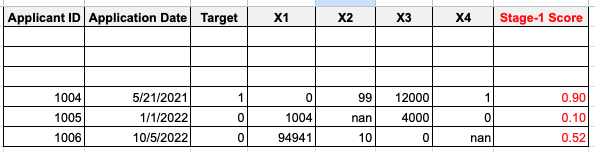 Applicant ID Application Date Target X1 X2 X3 X4 Stage-1 Score
1004 5/21/2021 1 0 99 12000 1 0.90
1005 1/1/2022 0 1004 nan 4000 0 0.10
1006 10/5/2022 0 94941 10 0 nan 0.52